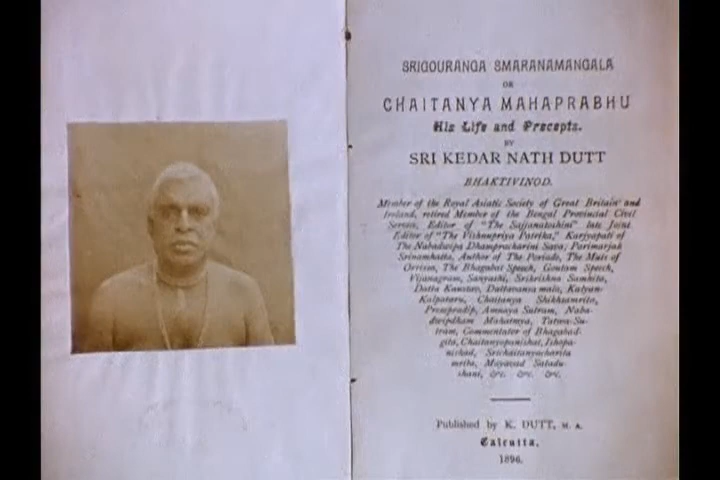 SRIGOURANGA SMARANAMANGALA
OR
CHAITANYA MAHAPRABHU
His Life and Precepts.
BY
SRI KEDAR NATH DUTT
BHAKTIVINOD.
Member of the Royal Asiatic Society of Great Britain and
Ireland, retired Member of the Bengal Provincial Civil
Service, Editor of "The Sajjanatoshini" late Joint
Editor of "The Vishnupriya Patrika," Karjyapati of
The Nabadwipa Dhampracharini Sava; Parimarjak
Srinamhatta, Author of The Poriade, The Muts of
Orrissa, The Bhagabat Speech, Goutam Speech,
Vijanagram, Sanyashi, Srikrishna Samhita,
Datta Kaustav, Dattavansa mala, Kalyan-
Kalpataru, Chaitanya Shikhsamrita,
Premprodip, Amnaya Sutram, Naba-
dwipdham Mahatmya, Tatwa-Su-
tram, Commentator of Bhagabad-
gita, Chaitanyopanishat, Ishopa-
nishad, Srichaitanyacharita
mrita, Mayavad Satadu-
shani, &c. &c. &c.
Published by K. DUTT, M. A.
Calcutta.
1896.